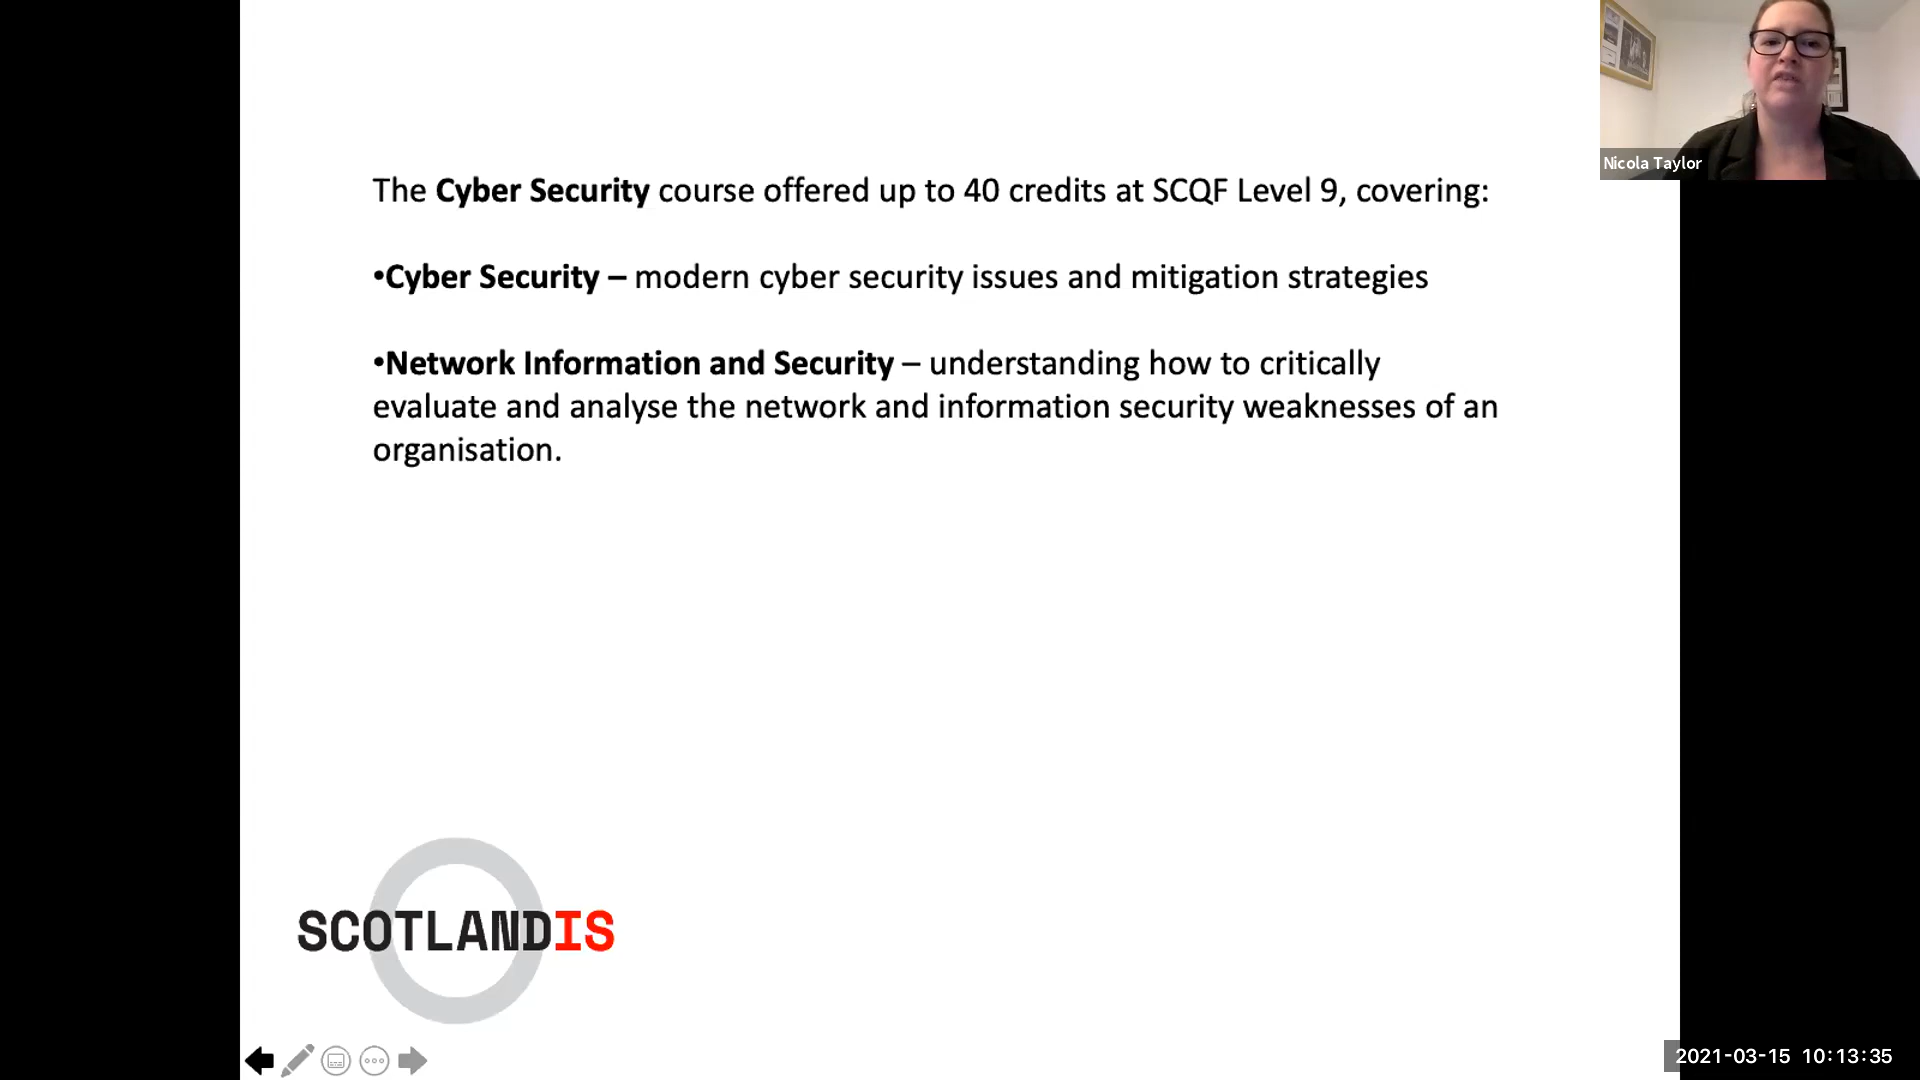 Nicola Taylor
The Cyber Security course offered up to 40 credits at SCQF Level 9, covering:
•Cyber Security – modern cyber security issues and mitigation strategies
•Network Information and Security – understanding how to critically
evaluate and analyse the network and information security weaknesses of an
organisation.
SCOTLANDIS
2021-03-15 10:13:35